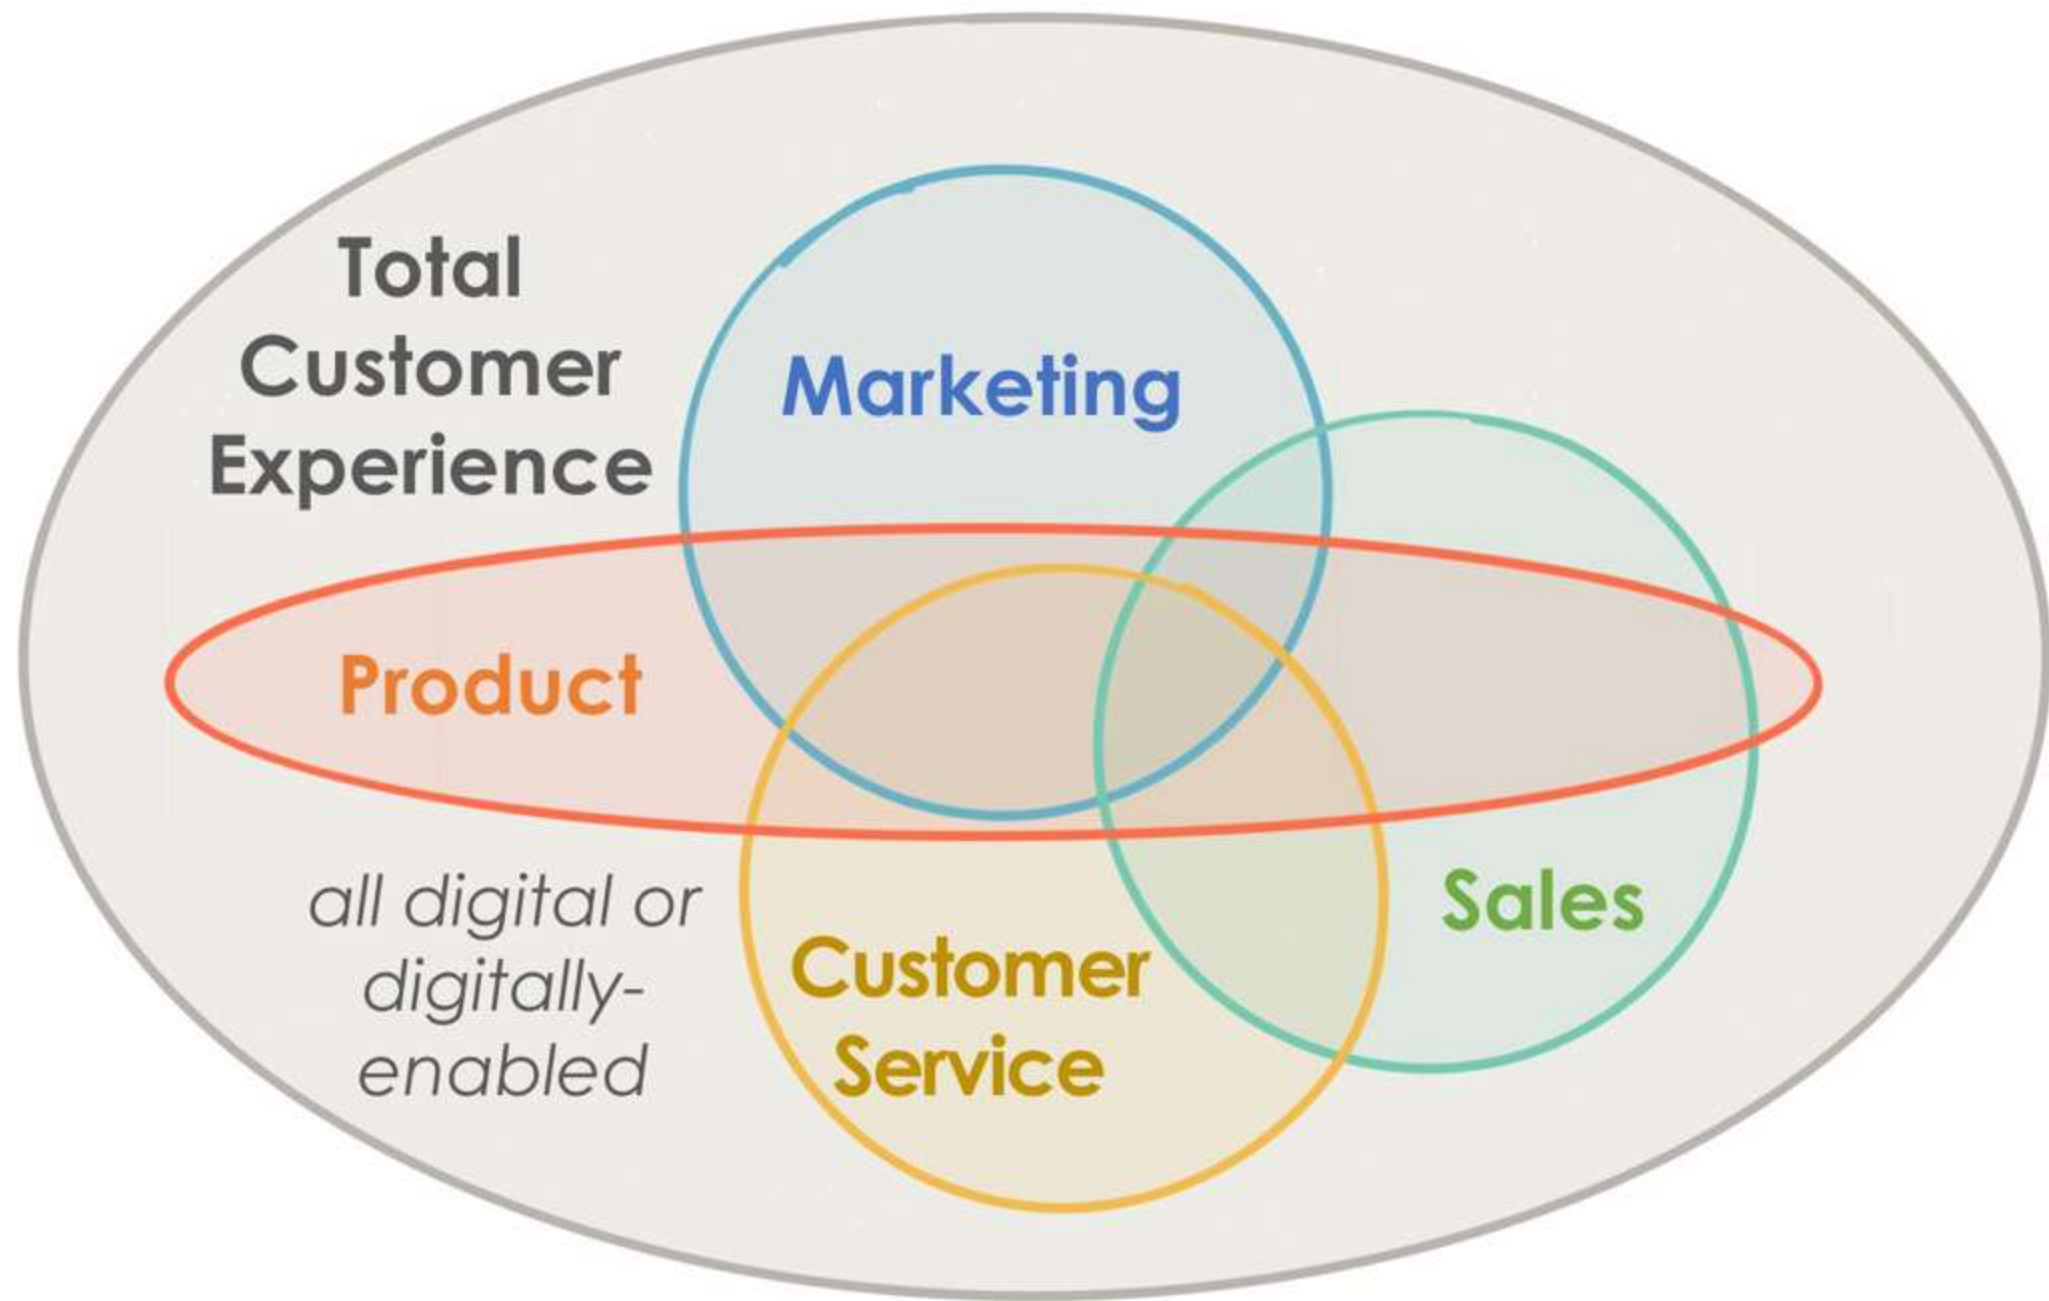 Total
Customer
Experience
Marketing
Product
Sales
Customer
Service
all digital or
digitally-
enabled